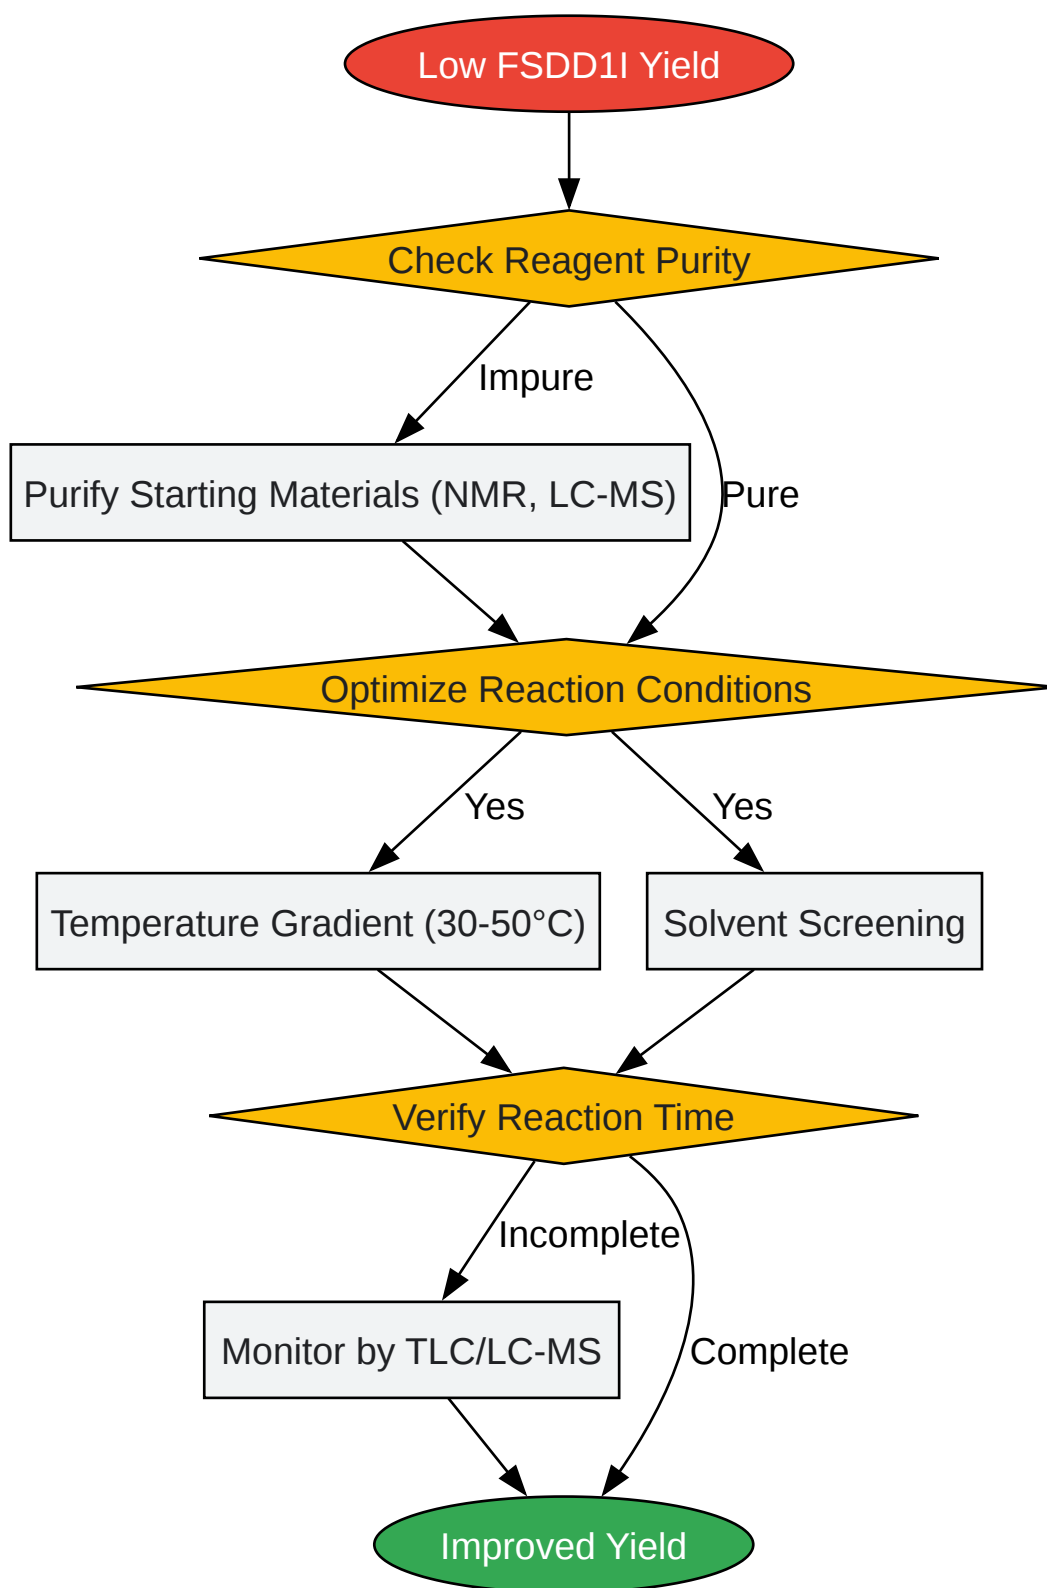 Low FSDD1I Yield
Check Reagent Purity
Impure
Purify Starting Materials (NMR, LC-MS)
Pure
Optimize Reaction Conditions
Yes
Yes
Temperature Gradient (30-50°C)
Solvent Screening
Verify Reaction Time
Incomplete
Monitor by TLC/LC-MS
Complete
Improved Yield